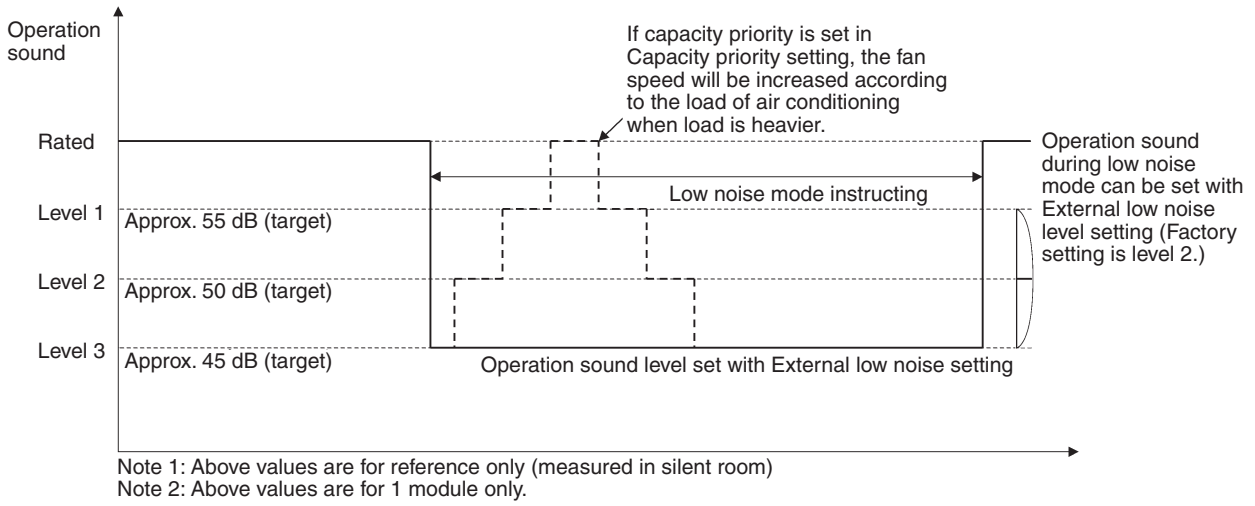 Operation
sound
If capacity priority is set in
Capacity priority setting, the fan
speed will be increased according
to the load of air conditioning
when load is heavier.
Rated
Operation sound
during low noise
mode can be set with
External low noise
level setting (Factory
setting is level 2.)
Low noise mode instructing
Level 1
Approx. 55 dB (target)
Level 2
Approx. 50 dB (target)
Level 3
Approx. 45 dB (target)
Operation sound level set with External low noise setting
Note 1: Above values are for reference only (measured in silent room)
Note 2: Above values are for 1 module only.